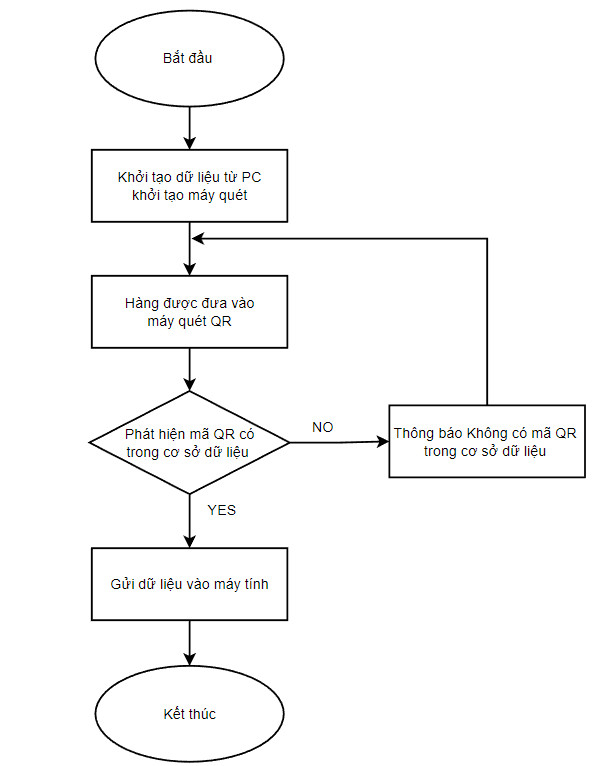 Bắt đầu
Khởi tạo dữ liệu từ PC
khởi tạo máy quét
Hàng được đưa vào
máy quét QR
Phát hiện mã QR có
trong cơ sở dữ liệu
NO
Thông báo Không có mã QR
trong cơ sở dữ liệu
YES
Gửi dữ liệu vào máy tính
Kết thúc